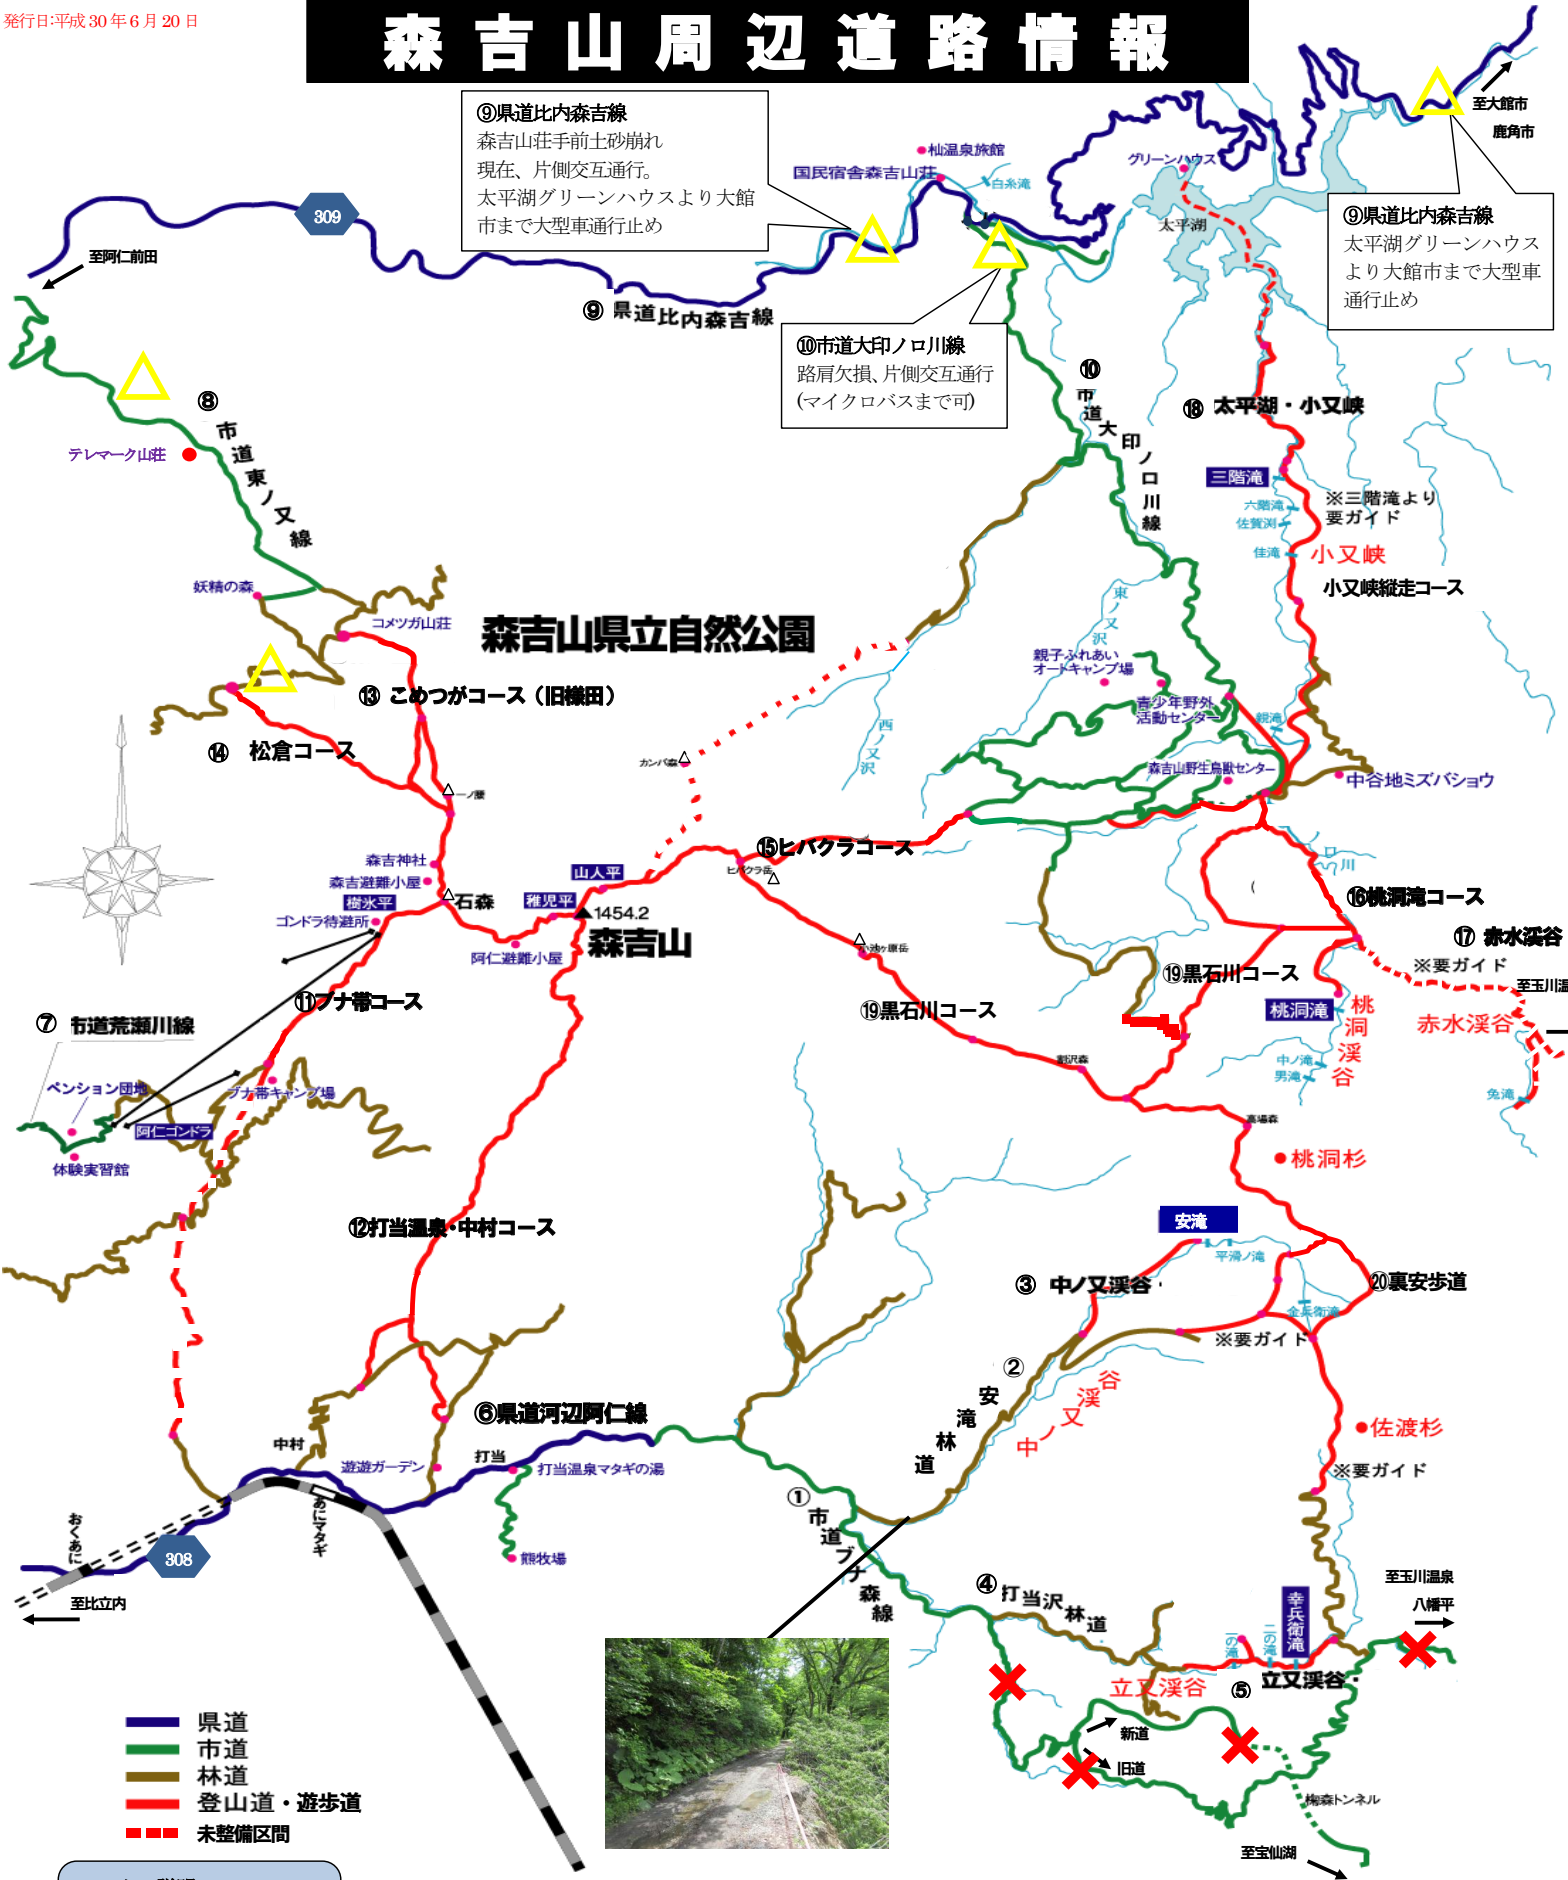 発行日:平成30年6月20日
森吉山周辺道路情報
⑨県道比内森吉線
森吉山荘手前土砂崩れ
現在、片側交互通行。
太平湖グリーンハウスより大館
市まで大型車通行止め
杣温泉旅館
国民宿舎森吉山荘
白糸滝
グリーンハウス
太平湖
至大館市
鹿角市
⑨県道比内森吉線
太平湖グリーンハウス
より大館市まで大型車
通行止め
309
至阿仁前田
⑨ 県道比内森吉線
⑩市道大印ノロ川線
路肩欠損、片側交互通行
(マイクロバスまで可)
⑩
市道大印ノロ川線
⑧
市道東ノ又線
テレマーク山荘
⑱ 太平湖・小又峡
三階滝
六階滝
佐賀渕
佳滝
※三階滝より
要ガイド
小又峡
小又峡縦走コース
妖精の森
コメツガ山荘
森吉山県立自然公園
東ノ又沢
親子ふれあい
オートキャンプ場
青少年野外
活動センター
親滝
西ノ又沢
森吉山野生鳥獣センター
中谷地ミズバショウ
⑬ こめつがコース（旧様田）
⑭ 松倉コース
カンバ森
一ノ腰
⑮ヒバクラコース
ヒバクラ岳
森吉神社
森吉避難小屋
樹氷平
ゴンドラ待避所
石森
山人平
稚児平
1454.2
森吉山
阿仁避難小屋
小池ヶ原岳
ノロ川
⑯桃洞滝コース
⑰ 赤水渓谷
※要ガイド
至玉川温
⑲黒石川コース
⑲黒石川コース
桃洞滝
桃洞渓谷
赤水渓谷
中ノ滝
男滝
兎滝
割沢森
高場森
桃洞杉
⑪ブナ帯コース
⑦ 市道荒瀬川線
ペンション団地
ブナ帯キャンプ場
阿仁ゴンドラ
体験実習館
⑫打当温泉・中村コース
安滝
平滑ノ滝
③ 中ノ又渓谷・
⑳裏安歩道
金兵衛滝
※要ガイド
②
安滝林道
中ノ又渓谷
佐渡杉
※要ガイド
⑥県道河辺阿仁線
中村
遊遊ガーデン
打当
打当温泉マタギの湯
熊牧場
あにマタギ
おくあに
308
至比立内
①
市道ブナ森線
④ 打当沢林道
立又渓谷
一の滝
二の滝
幸兵衛滝
⑤ 立又渓谷・
至玉川温泉
八幡平
新道
旧道
至宝仙湖
県道
市道
林道
登山道・遊歩道
未整備区間